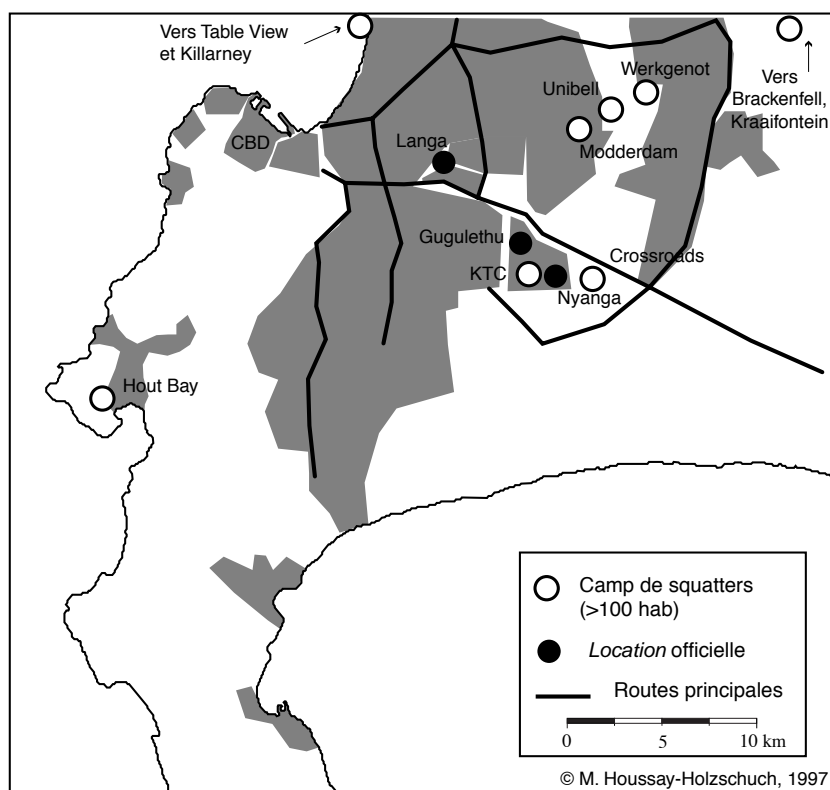 Vers Table View
et Killarney
Vers
Brackenfell,
Kraaifontein
Werkgenot
Unibell
Modderdam
CBD
Langa
Gugulethu
Crossroads
KTC
Nyanga
Hout Bay
Camp de squatters
(>100 hab)
Location officielle
Routes principales
0 5 10 km
© M. Houssay-Holzschuch, 1997